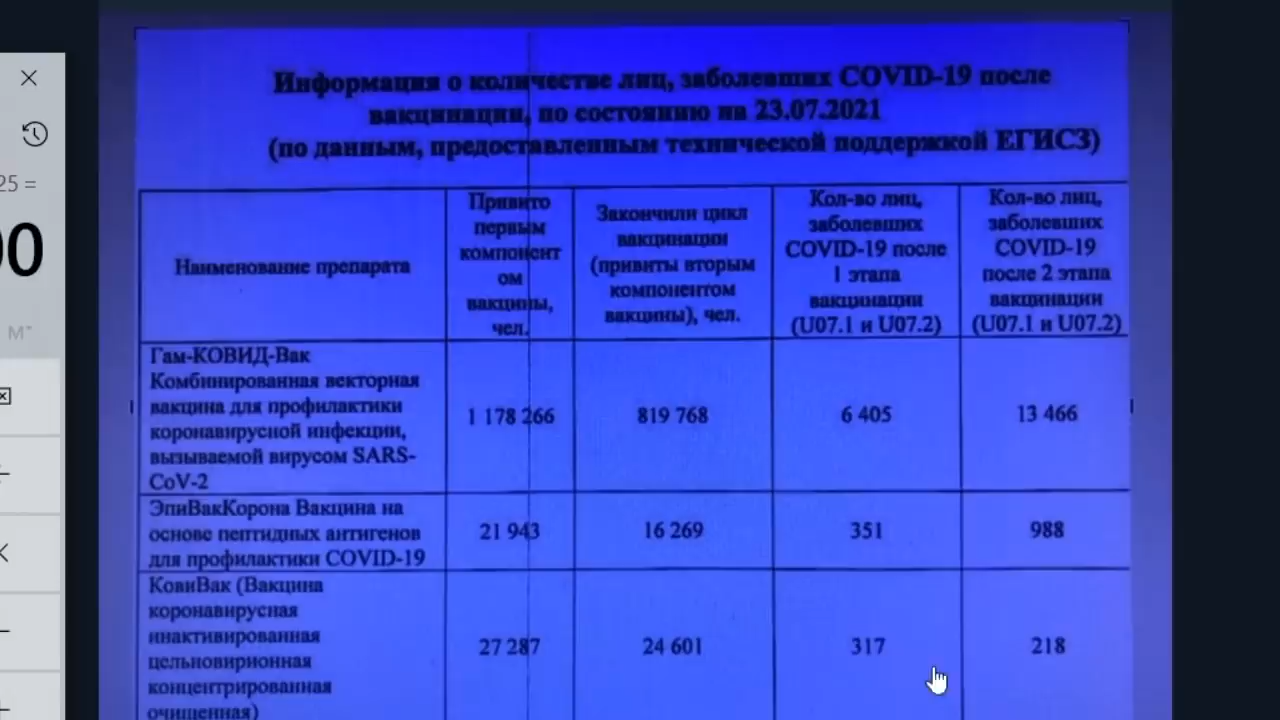 25 =
0
M˅
Информация о количестве лиц, заболевших COVID-19 после
вакцинации, по состоянию на 23.07.2021
(по данным, предоставленным технической поддержкой ЕГИСЗ)
Наименование препарата
Привито
первым
компонент
ом
вакцины,
чел.
Закончили цикл
вакцинации
(привиты вторым
компонентом
вакцины), чел.
Кол-во лиц,
заболевших
COVID-19 после
1 этапа
вакцинации
(U07.1 и U07.2)
Кол-во лиц,
заболевших
COVID-19
после 2 этапа
вакцинации
(U07.1 и U07.2)
Гам-КОВИД-Вак
Комбинированная векторная
вакцина для профилактики
коронавирусной инфекции,
вызываемой вирусом SARS-
CoV-2
1 178 266
819 768
6 405
13 466
ЭпиВакКорона Вакцина на
основе пептидных антигенов
для профилактики COVID-19
21 943
16 269
351
988
КовиВак (Вакцина
коронавирусная
инактивированная
цельновирионная
концентрированная
очищенная)
27 287
24 601
317
218